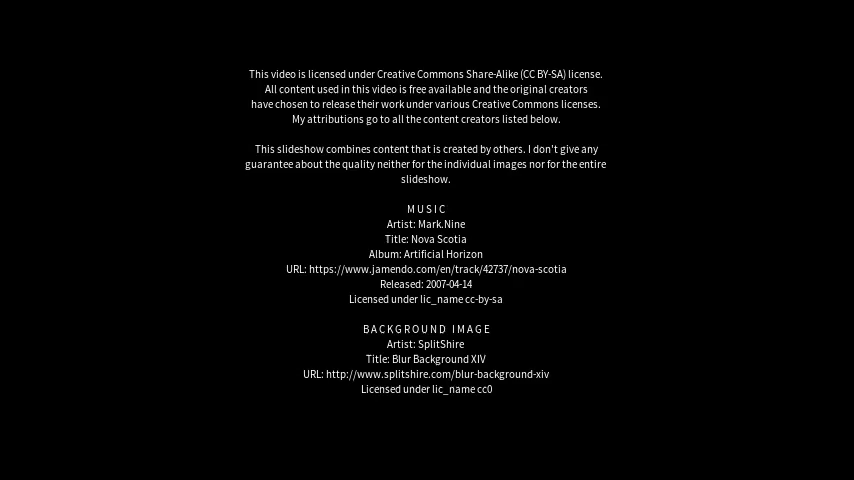 This video is licensed under Creative Commons Share-Alike (CC BY-SA) license.
All content used in this video is free available and the original creators
have chosen to release their work under various Creative Commons licenses.
My attributions go to all the content creators listed below.
This slideshow combines content that is created by others. I don't give any
guarantee about the quality neither for the individual images nor for the entire
slideshow.
MUSIC
Artist: Mark.Nine
Title: Nova Scotia
Album: Artificial Horizon
URL: https://www.jamendo.com/en/track/42737/nova-scotia
Released: 2007-04-14
Licensed under lic_name cc-by-sa
BACKGROUND IMAGE
Artist: SplitShire
Title: Blur Background XIV
URL: http://www.splitshire.com/blur-background-xiv
Licensed under lic_name cc0